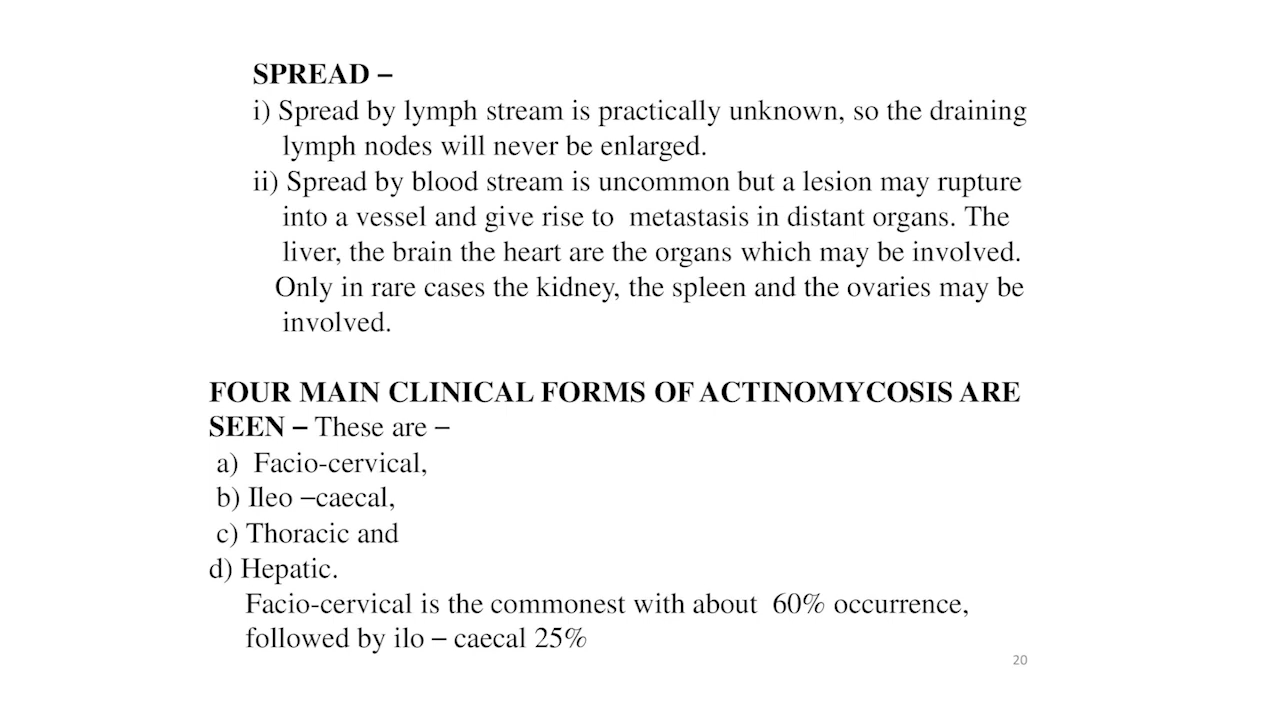 SPREAD –
i) Spread by lymph stream is practically unknown, so the draining
lymph nodes will never be enlarged.
ii) Spread by blood stream is uncommon but a lesion may rupture
into a vessel and give rise to metastasis in distant organs. The
liver, the brain the heart are the organs which may be involved.
Only in rare cases the kidney, the spleen and the ovaries may be
involved.
FOUR MAIN CLINICAL FORMS OF ACTINOMYCOSIS ARE
SEEN – These are –
a) Facio-cervical,
b) Ileo –caecal,
c) Thoracic and
d) Hepatic.
Facio-cervical is the commonest with about 60% occurrence,
followed by ilo – caecal 25%
20